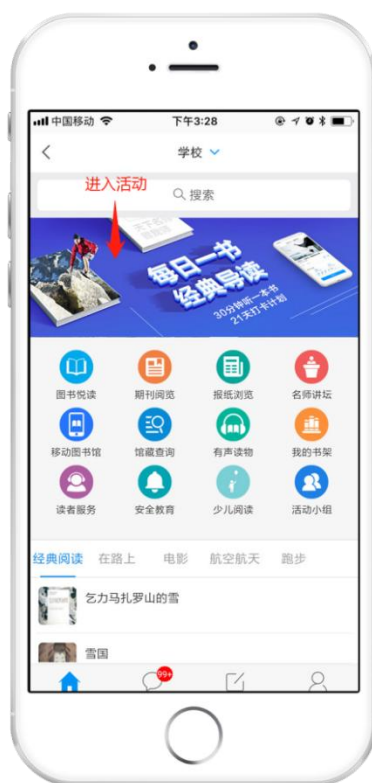 中国移动
下午3:28
学校
进入活动
搜索
每日一书
经典导读
30分钟听一本书
21天打卡计划
图书悦读
期刊阅览
报纸浏览
名师讲坛
移动图书馆
馆藏查询
有声读物
我的书架
读者服务
安全教育
少儿阅读
活动小组
经典阅读
在路上
电影
航空航天
跑步
乞力马扎罗山的雪
雪国
99+